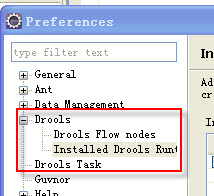 Preferences
type filter text
In
General
Ad
Ant
Data Management
Drools
Drools Flow nodes
Installed Drools Runt
Drools Task
Guvnor
Help